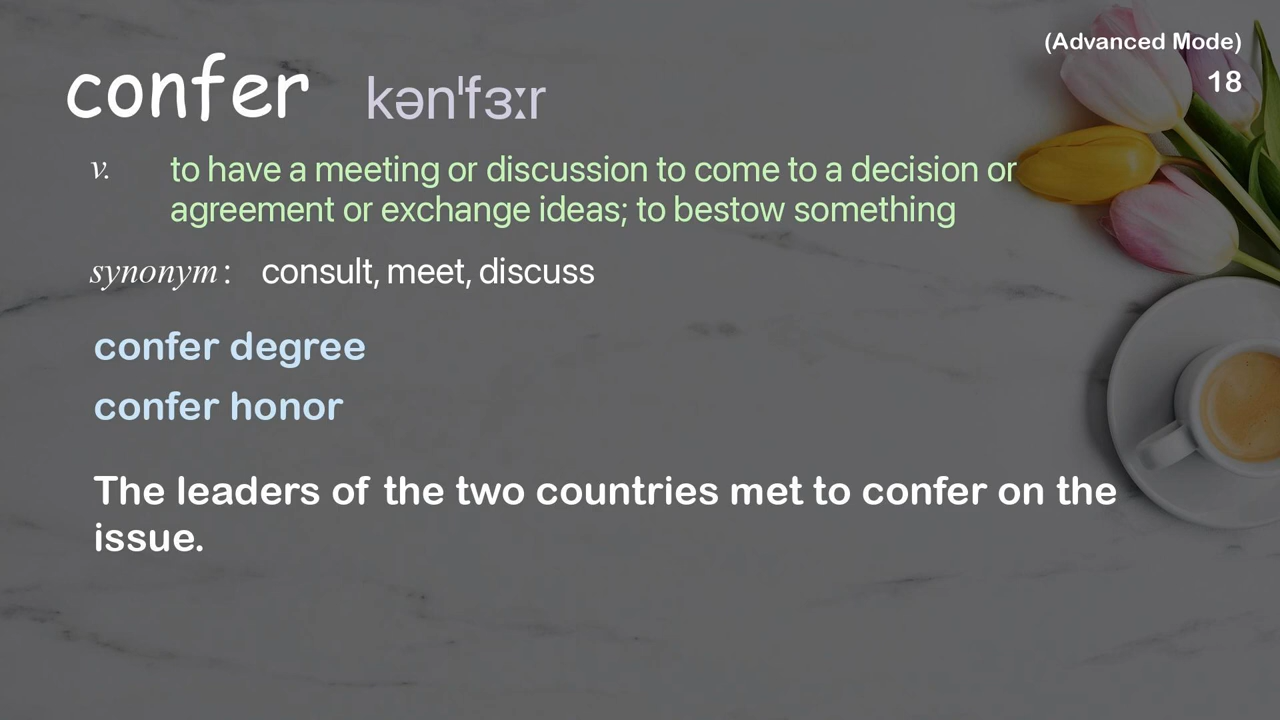 (Advanced Mode)
18
confer kənˈfɜːr
v. to have a meeting or discussion to come to a decision or
agreement or exchange ideas; to bestow something
synonym: consult, meet, discuss
confer degree
confer honor
The leaders of the two countries met to confer on the
issue.